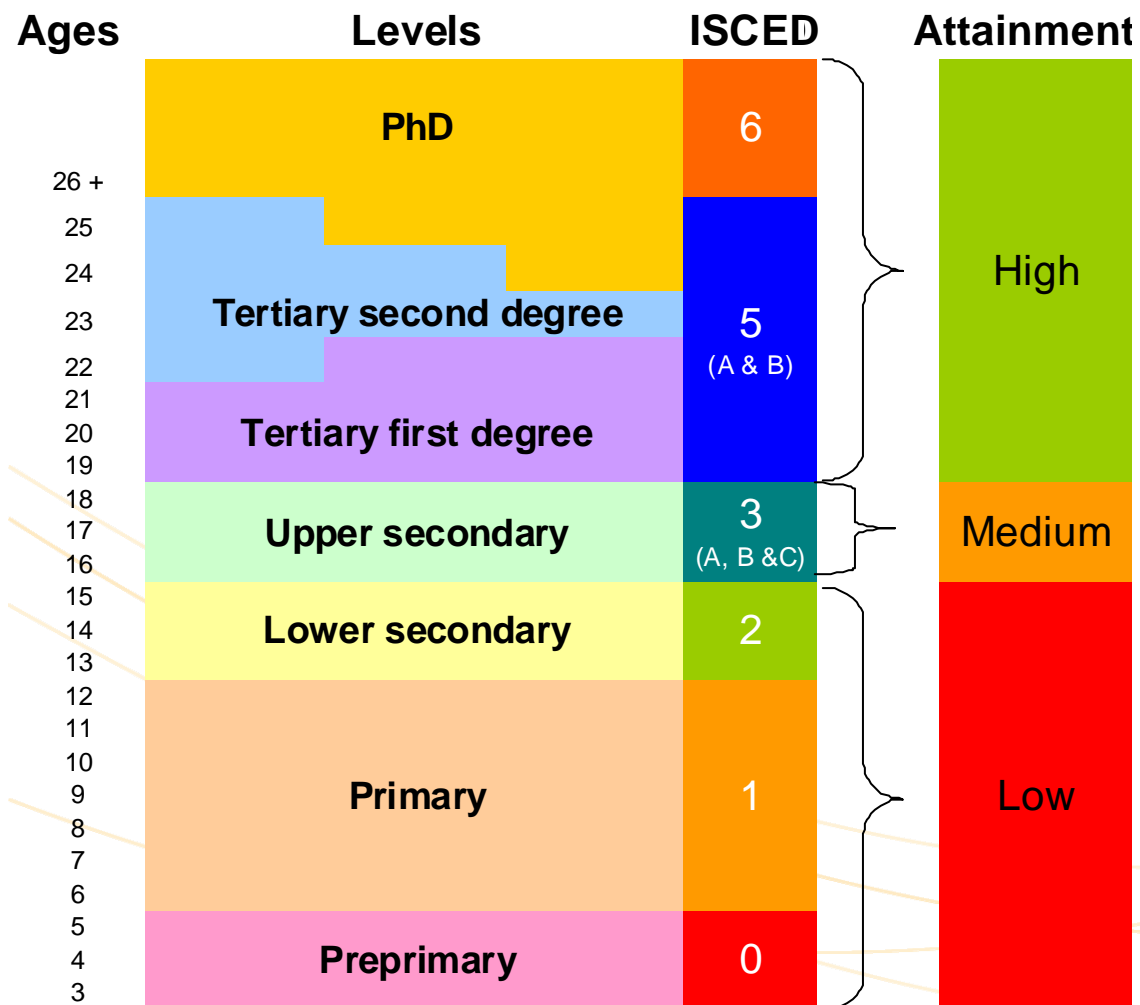 Ages Levels ISCED Attainment
PhD 6
26 +
25
24 High
Tertiary second degree
23 5
22 (A & B)
21
20 Tertiary first degree
19
18 3
17 Upper secondary Medium
16 (A, B &C)
15
14 Lower secondary 2
13
12
11
10
9 Primary 1 Low
8
7
6
5
4 Preprimary 0
3